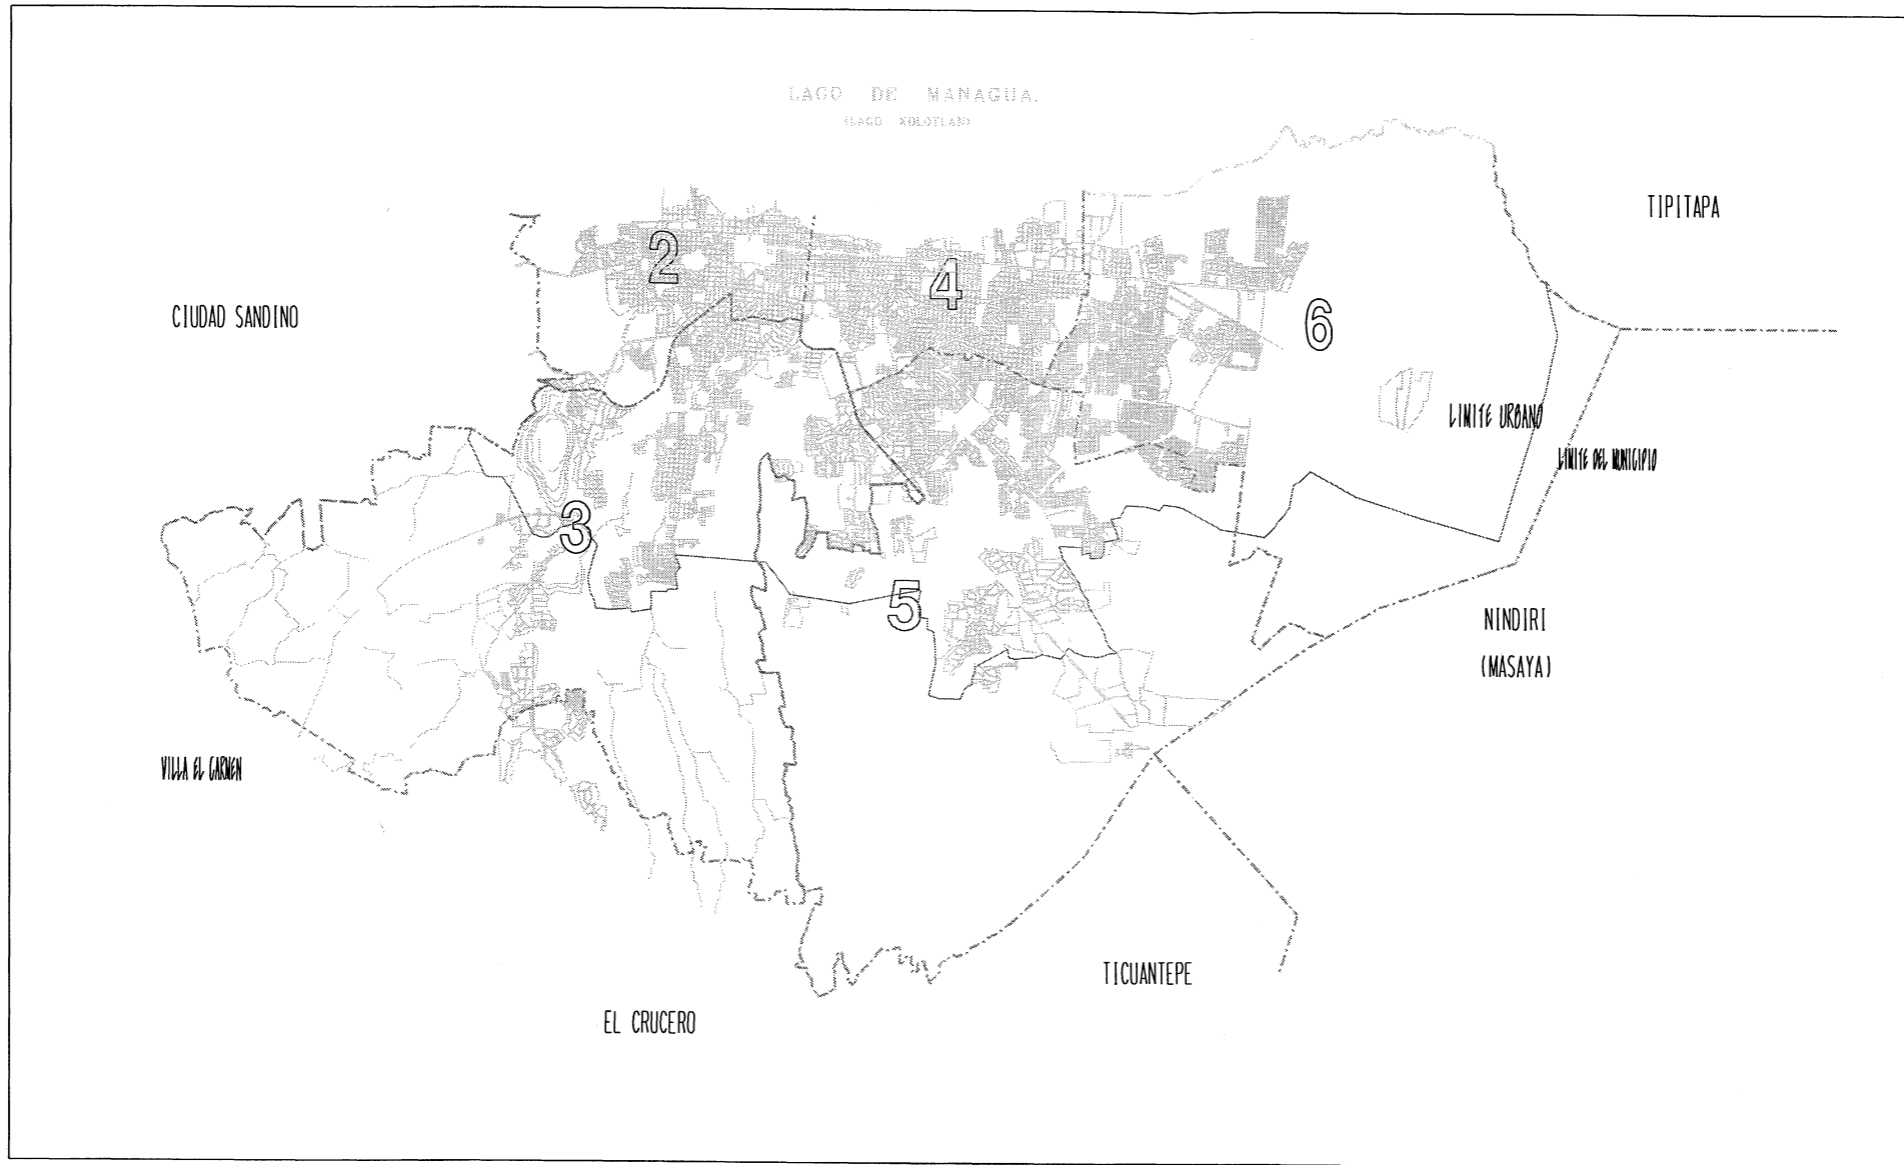 LAGO DE MANAGUA.
(LAGO XOLOTLAN)
TIPITAPA
2
4
CIUDAD SANDINO
6
LIMITE URBANO
LIMITE DEL MUNICIPIO
3
5
NINDIRI
(MASAYA)
VILLA EL CARMEN
TICUANTEPE
EL CRUCERO